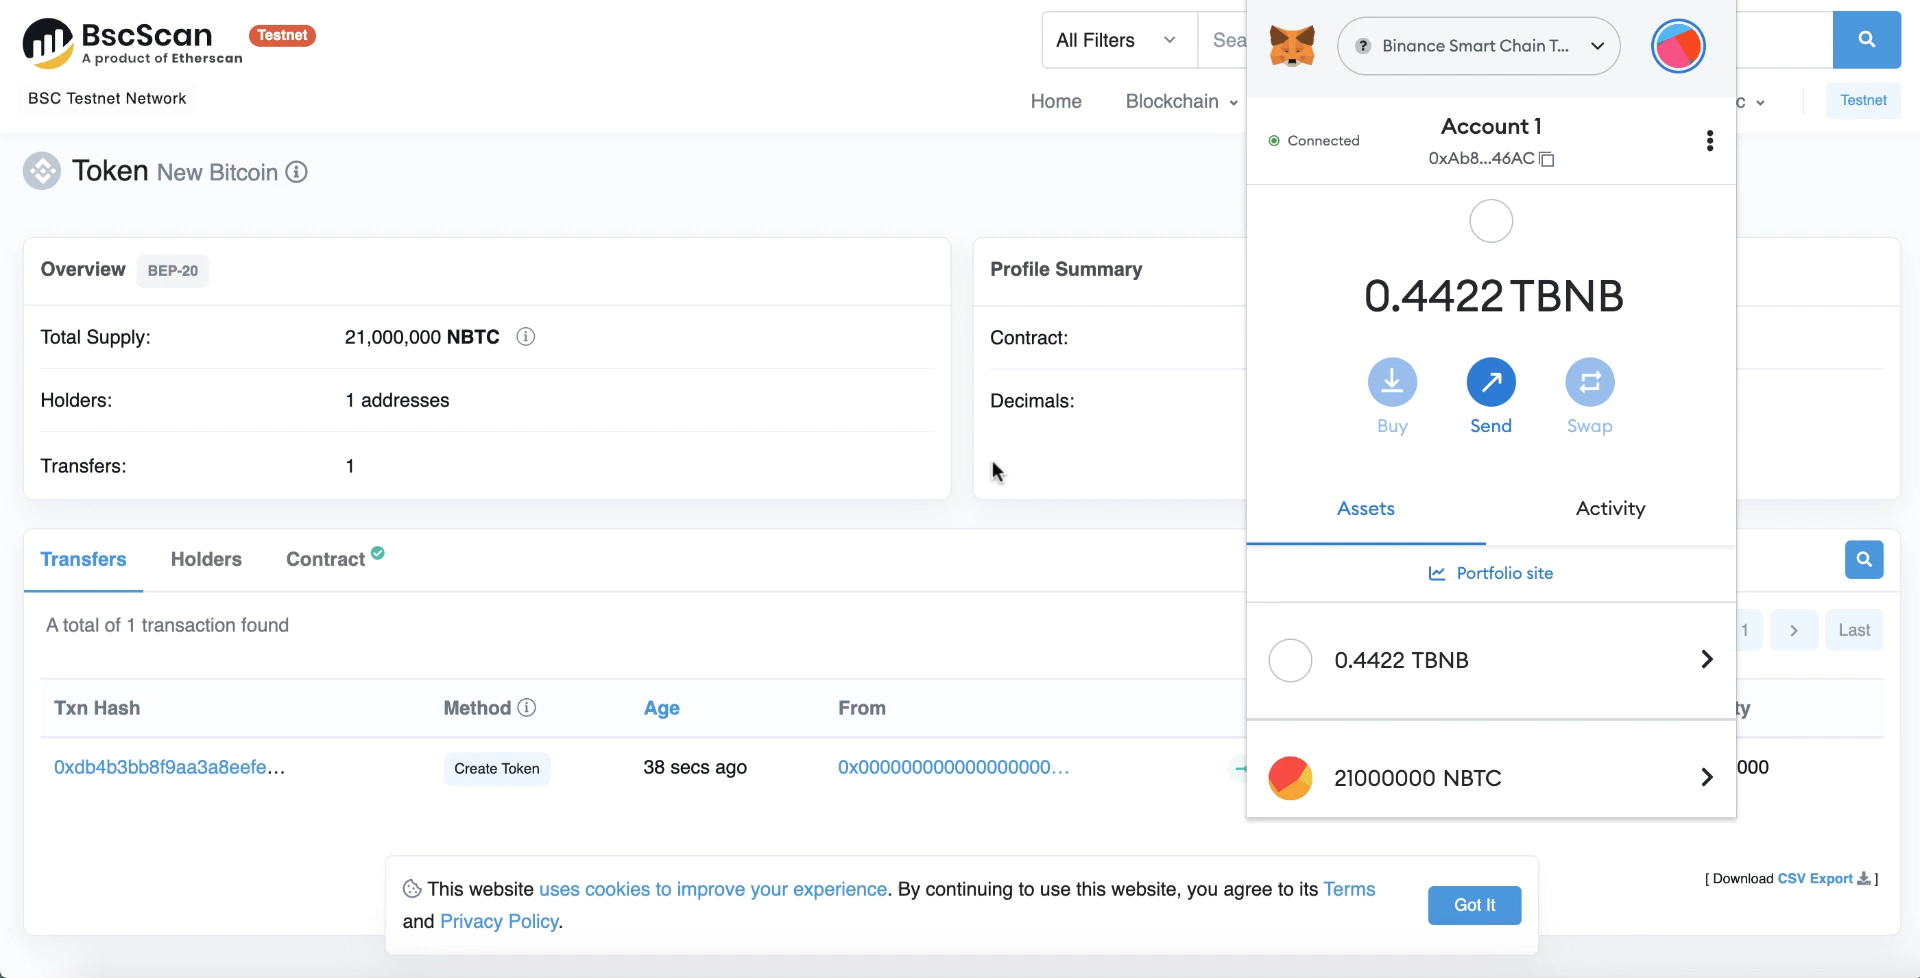 BscScan
Testnet
A product of Etherscan
BSC Testnet Network
All Filters
Sea
Home
Blockchain
c
Testnet
Token New Bitcoin
Overview BEP-20
Total Supply: 21,000,000 NBTC
Holders: 1 addresses
Transfers: 1
Profile Summary
Contract:
Decimals:
Transfers Holders Contract
A total of 1 transaction found
1 Last
Txn Hash Method Age From ty
0xdb4b3bb8f9aa3a8eefe... Create Token 38 secs ago 0x000000000000000000... 000
[ Download CSV Export ]
Binance Smart Chain T...
Connected
Account 1
0xAb8...46AC
0.4422 TBNB
Buy Send Swap
Assets Activity
Portfolio site
0.4422 TBNB
21000000 NBTC
This website uses cookies to improve your experience. By continuing to use this website, you agree to its Terms
and Privacy Policy.
Got It